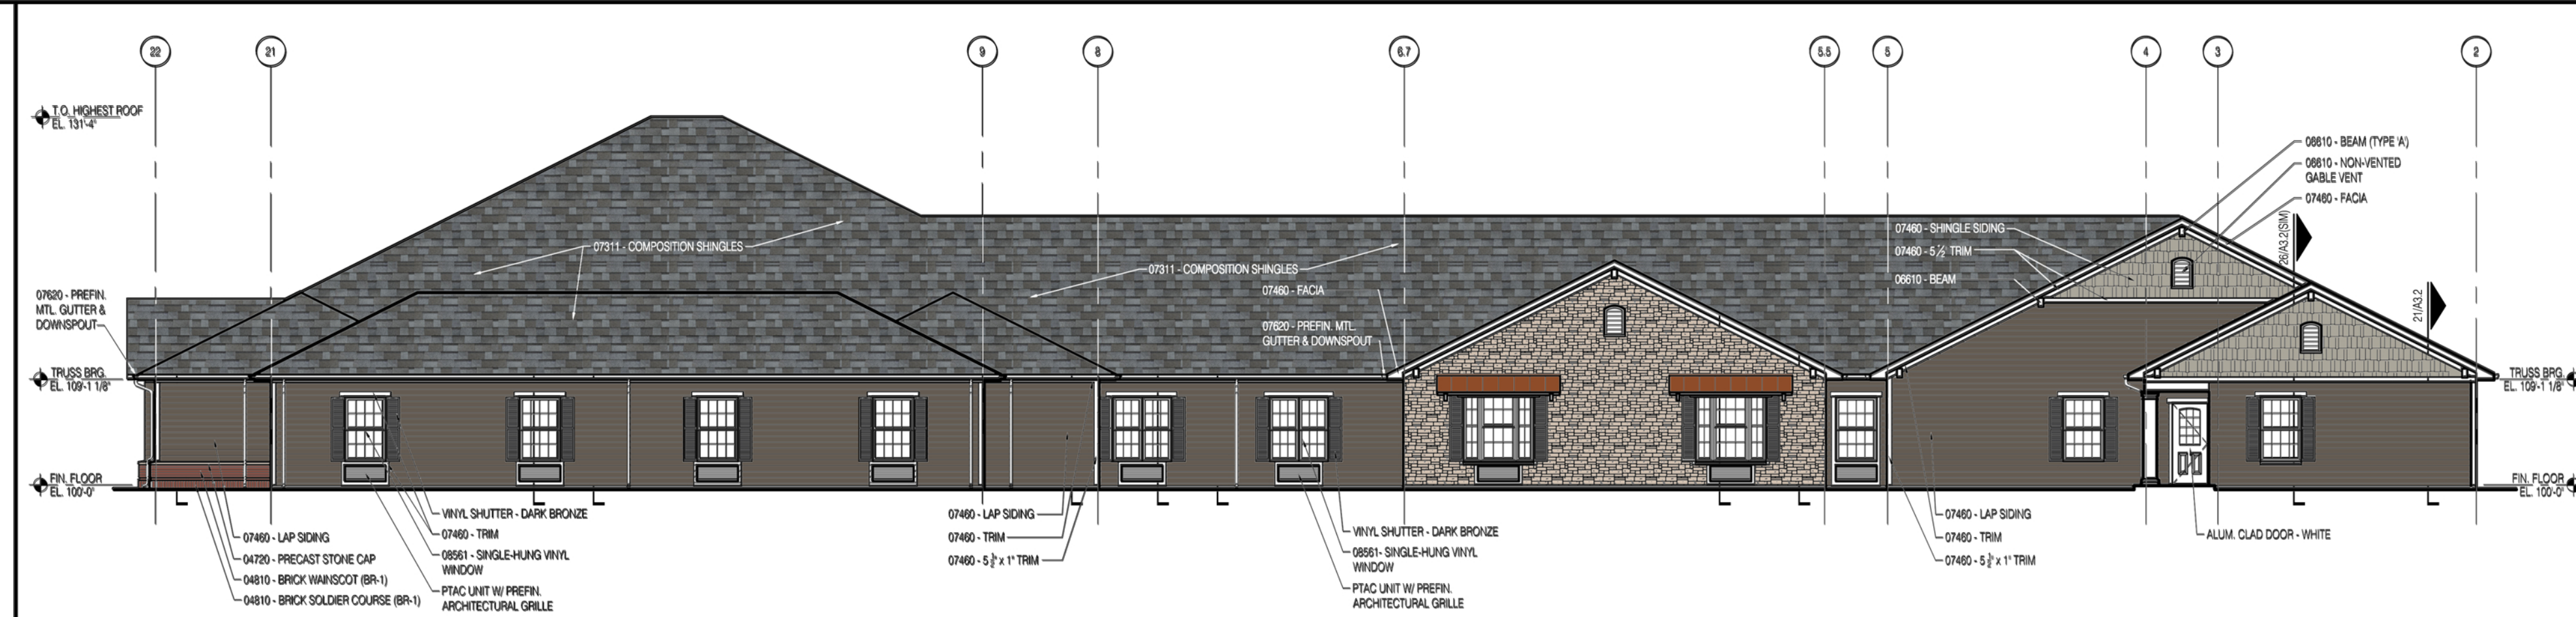 22
21
9
8
6.7
5.5
5
4
3
2
T.O. HIGHEST ROOF
EL. 131'-4"
06610 - BEAM (TYPE 'A')
06610 - NON-VENTED
GABLE VENT
07460 - FACIA
26/A3.2(SIM)
07460 - SHINGLE SIDING
07460 - 5 1/2" TRIM
06610 - BEAM
07311 - COMPOSITION SHINGLES
07311 - COMPOSITION SHINGLES
07460 - FACIA
07620 - PREFIN. MTL.
GUTTER & DOWNSPOUT
07620 - PREFIN.
MTL. GUTTER &
DOWNSPOUT
21/A3.2
TRUSS BRG.
EL. 109'-1 1/8"
TRUSS BRG.
EL. 109'-1 1/8"
FIN. FLOOR
EL. 100'-0"
FIN. FLOOR
EL. 100'-0"
07460 - LAP SIDING
04720 - PRECAST STONE CAP
04810 - BRICK WAINSCOT (BR-1)
04810 - BRICK SOLDIER COURSE (BR-1)
VINYL SHUTTER - DARK BRONZE
07460 - TRIM
08561 - SINGLE-HUNG VINYL
WINDOW
PTAC UNIT W/ PREFIN.
ARCHITECTURAL GRILLE
07460 - LAP SIDING
07460 - TRIM
07460 - 5 1/2" x 1" TRIM
VINYL SHUTTER - DARK BRONZE
08561- SINGLE-HUNG VINYL
WINDOW
PTAC UNIT W/ PREFIN.
ARCHITECTURAL GRILLE
07460 - LAP SIDING
07460 - TRIM
07460 - 5 1/2" x 1" TRIM
ALUM. CLAD DOOR - WHITE